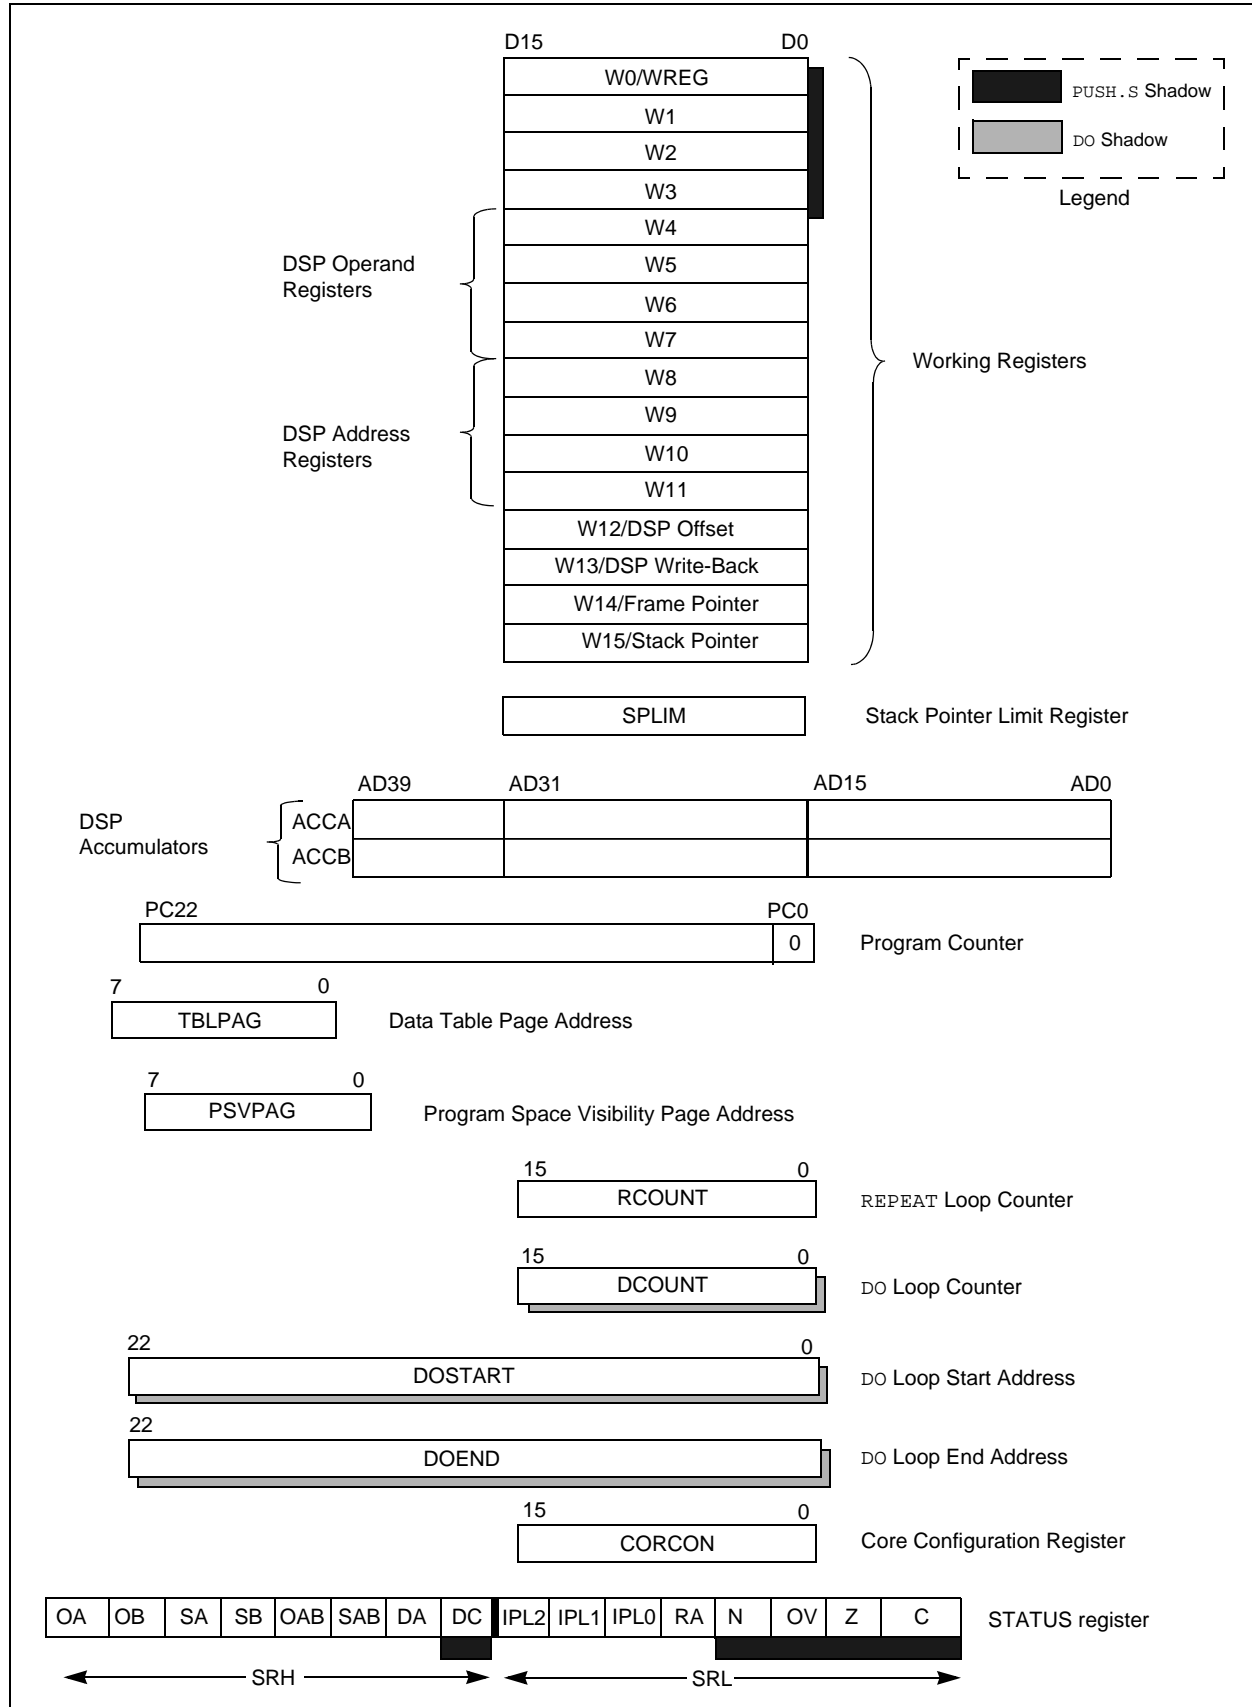 D15 D0
W0/WREG
PUSH.S Shadow
W1
DO Shadow
W2
W3
Legend
W4
DSP Operand
Registers
W5
W6
W7
Working Registers
W8
W9
DSP Address
Registers
W10
W11
W12/DSP Offset
W13/DSP Write-Back
W14/Frame Pointer
W15/Stack Pointer
SPLIM Stack Pointer Limit Register
AD39 AD31 AD15 AD0
DSP
Accumulators
ACCA
ACCB
PC22 PC0
0 Program Counter
7 0
TBLPAG Data Table Page Address
7 0
PSVPAG Program Space Visibility Page Address
15 0
RCOUNT REPEAT Loop Counter
15 0
DCOUNT DO Loop Counter
22 0
DOSTART DO Loop Start Address
22
DOEND DO Loop End Address
15 0
CORCON Core Configuration Register
OA OB SA SB OAB SAB DA DC IPL2 IPL1 IPL0 RA N OV Z C STATUS register
SRH SRL